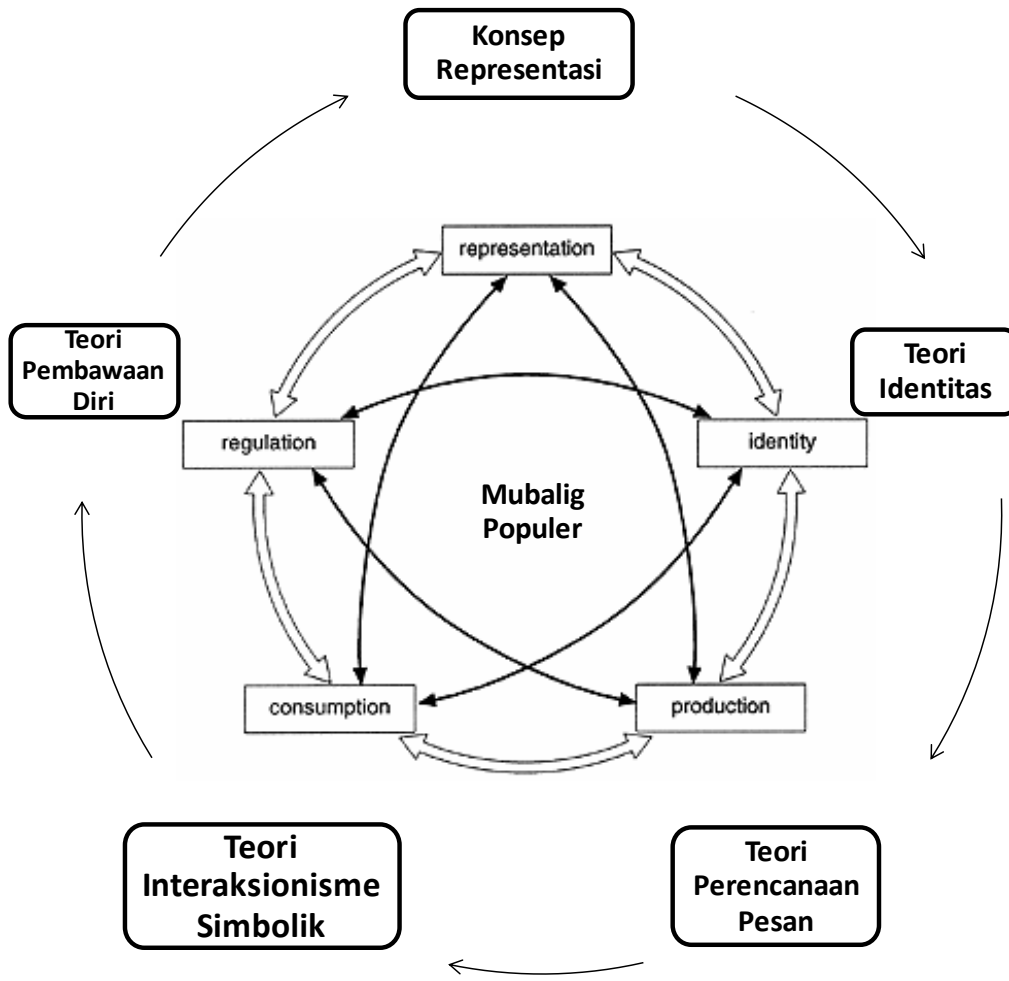 Konsep
Representasi
representation
Teori
Pembawaan
Diri
Teori
Identitas
regulation
identity
Mubalig
Populer
consumption
production
Teori
Interaksionisme
Simbolik
Teori
Perencanaan
Pesan